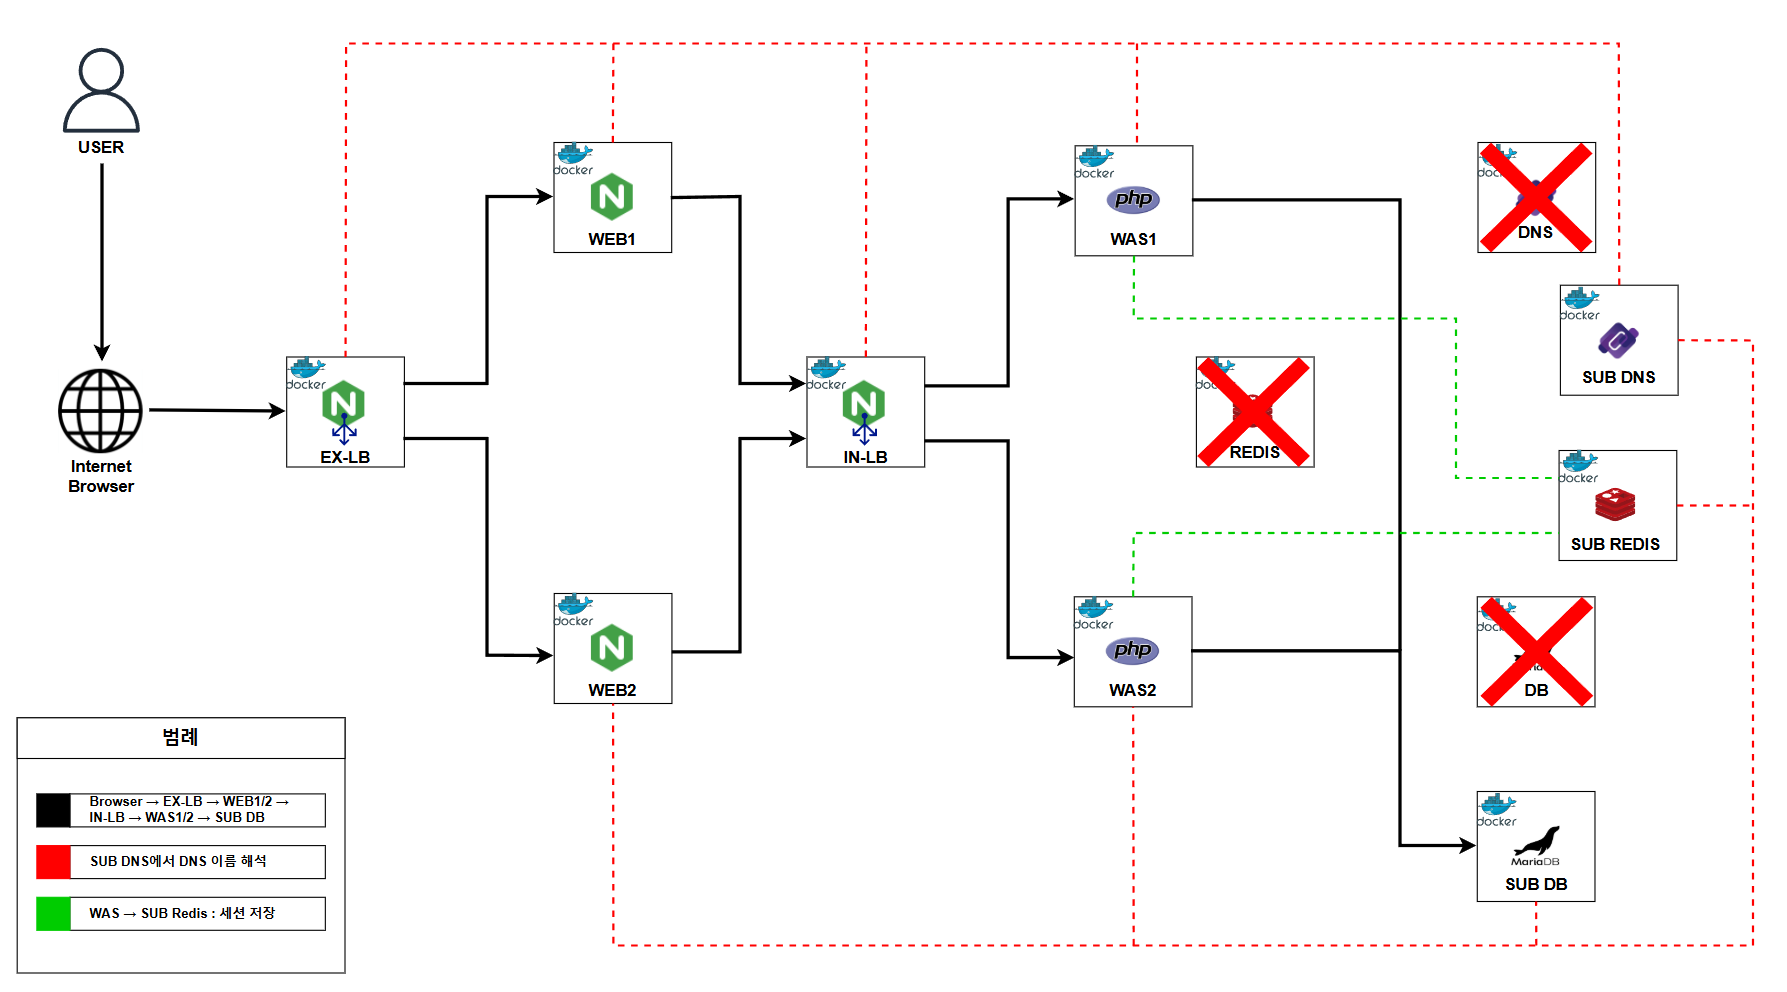 USER
Internet
Browser
docker
EX-LB
docker
WEB1
docker
WEB2
docker
IN-LB
docker
php
WAS1
docker
php
WAS2
REDIS
DNS
docker
SUB DNS
docker
SUB REDIS
DB
docker
MariaDB
SUB DB
범례
Browser → EX-LB → WEB1/2 →
IN-LB → WAS1/2 → SUB DB
SUB DNS에서 DNS 이름 해석
WAS → SUB Redis : 세션 저장